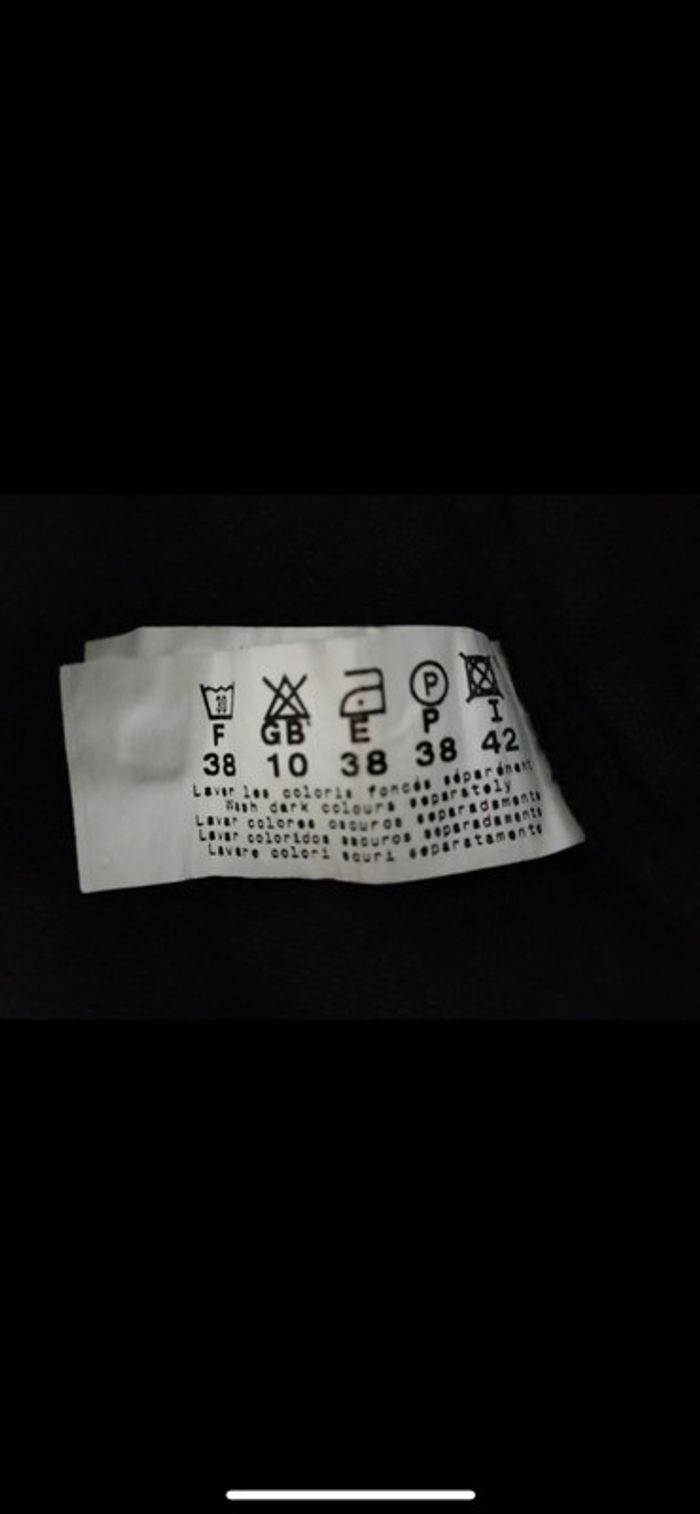 30 P
F GB E P I
38 10 38 38 42
Laver les coloris foncés séparément
Wash dark colours separately
Lavar colores oscuros separadamente
Lavar coloridos escuros separadamente
Lavare colori scuri separatamente